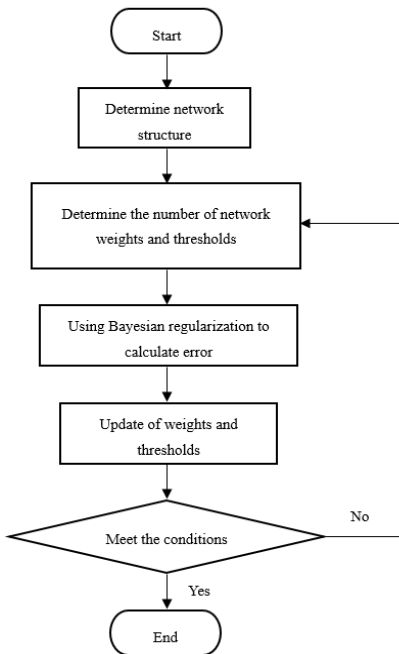 Start
Determine network
structure
Determine the number of network
weights and thresholds
Using Bayesian regularization to
calculate error
Update of weights and
thresholds
Meet the conditions
No
Yes
End